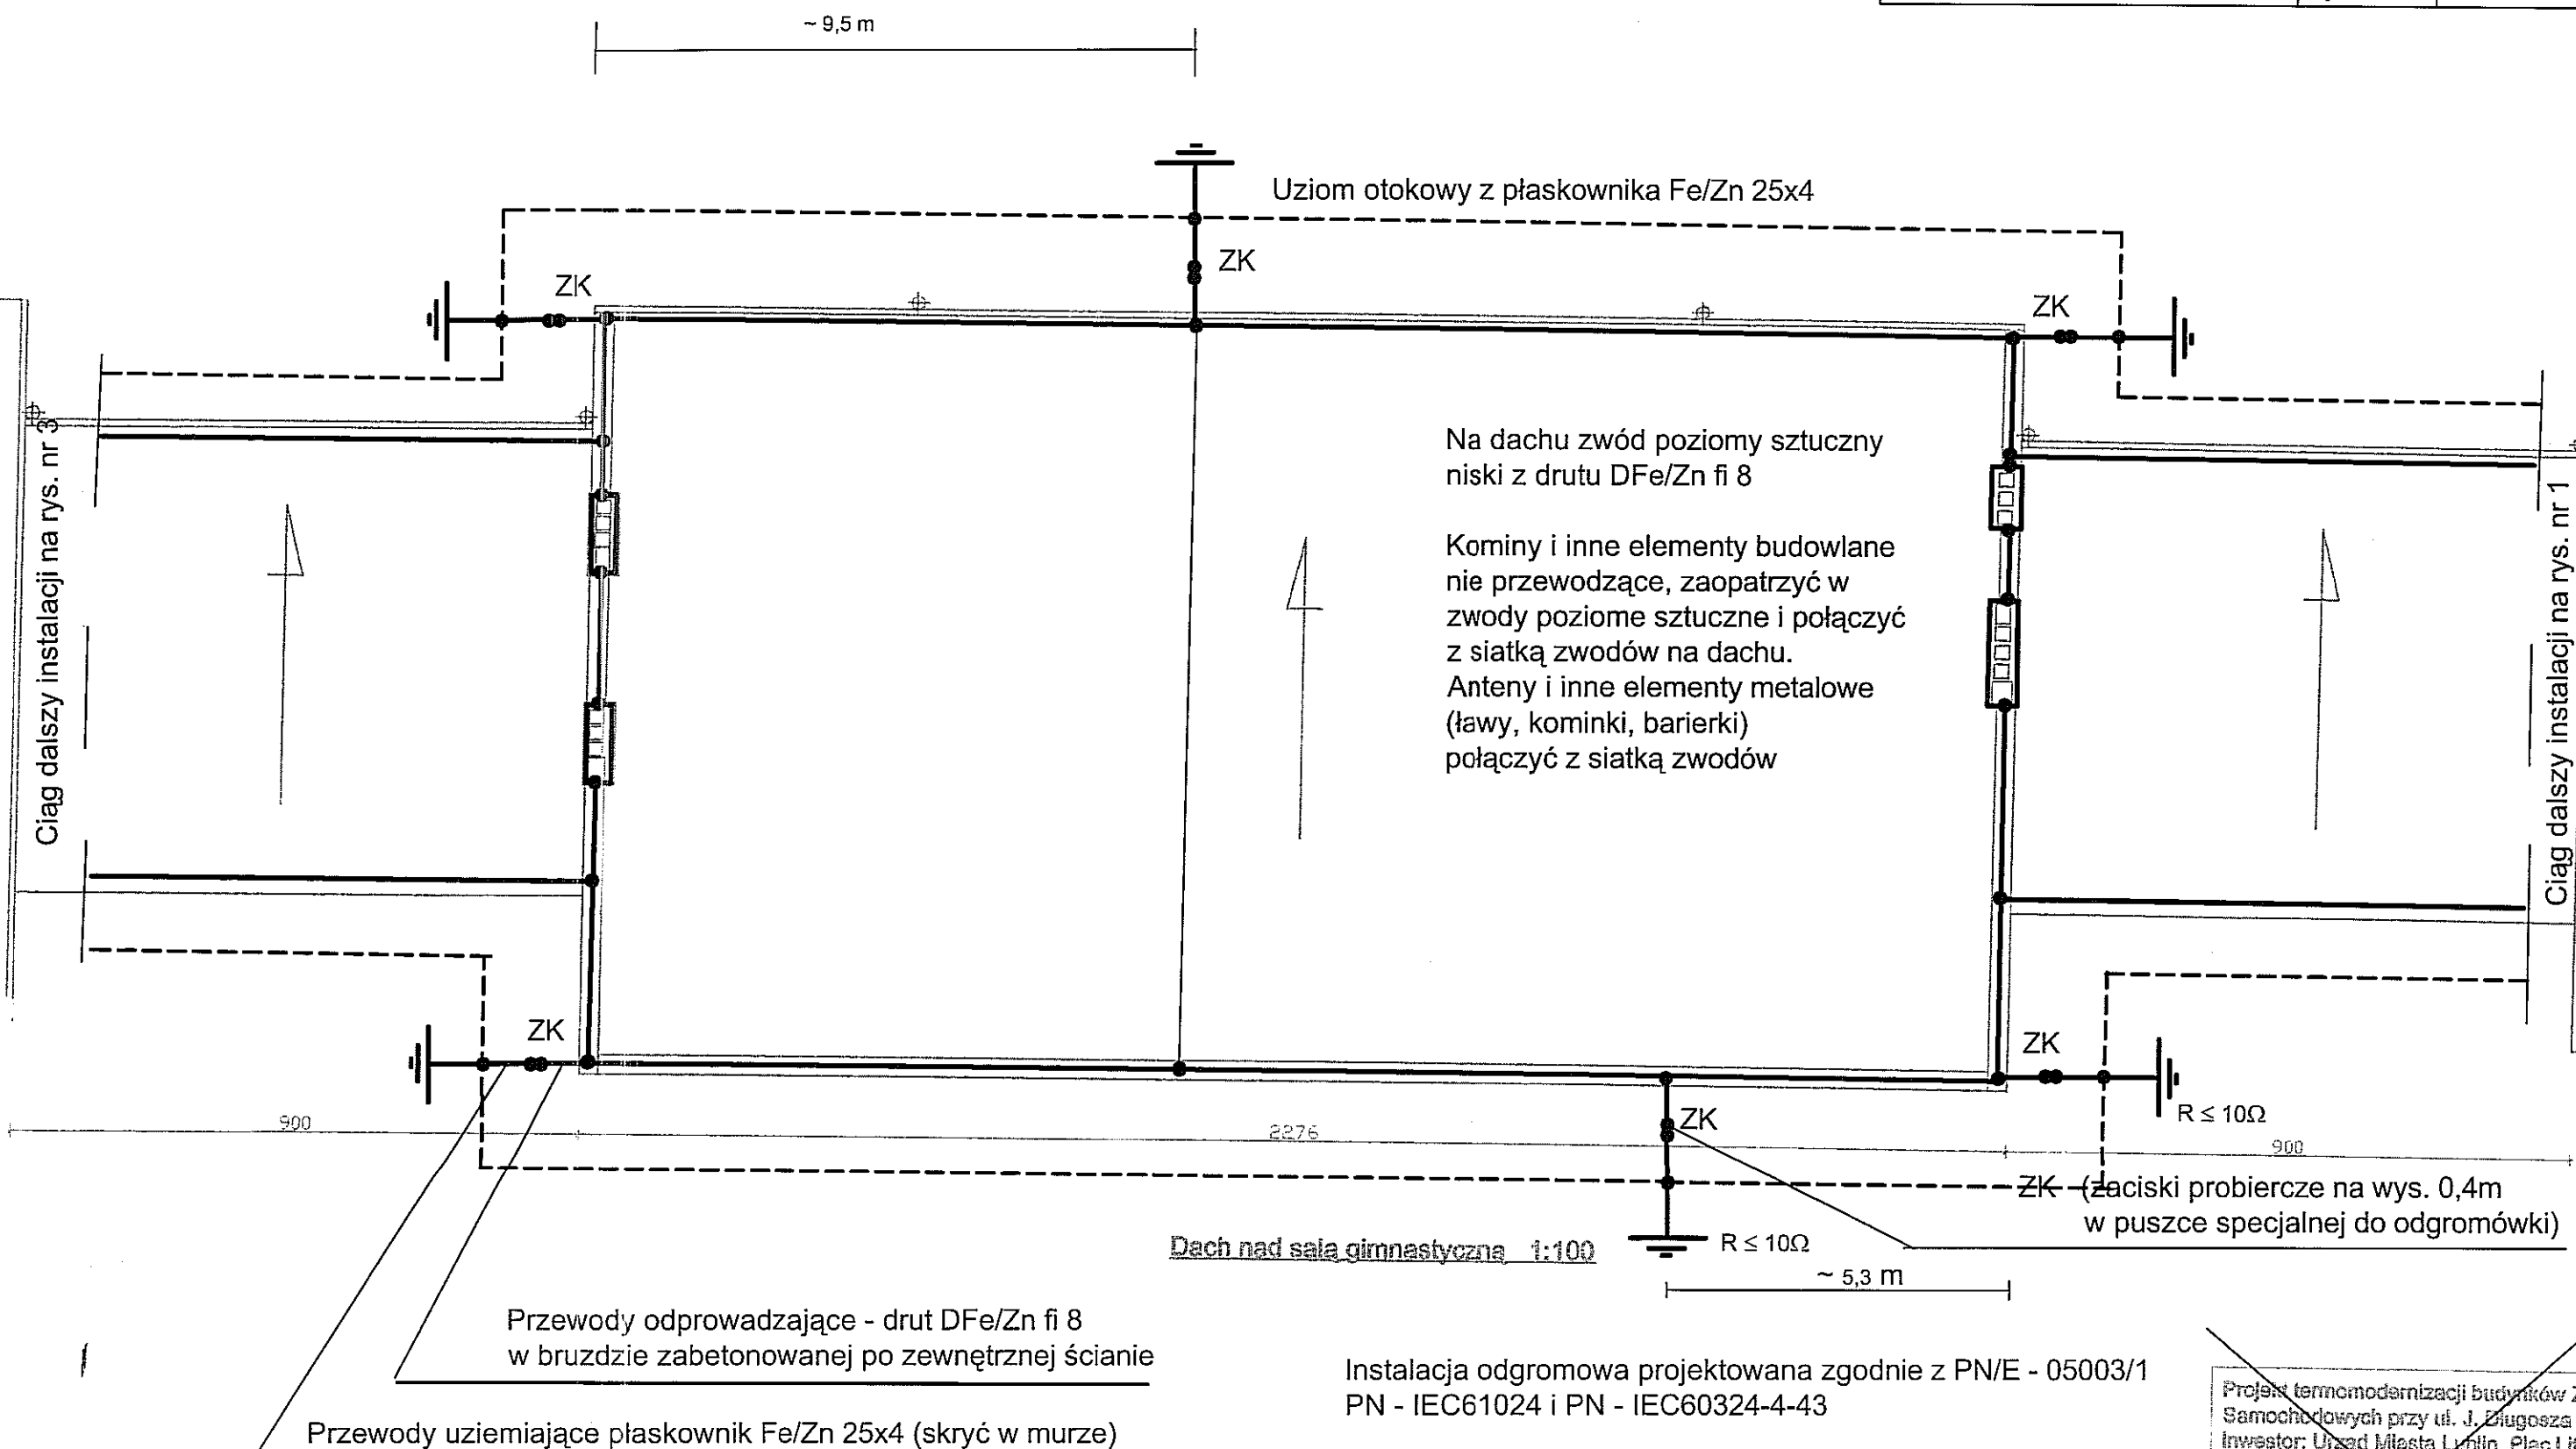 ~ 9,5 m
Uziom otokowy z płaskownika Fe/Zn 25x4
ZK
ZK
ZK
Ciąg dalszy instalacji na rys. nr 3
Na dachu zwód poziomy sztuczny
niski z drutu DFe/Zn fi 8
Kominy i inne elementy budowlane
nie przewodzące, zaopatrzyć w
zwody poziome sztuczne i połączyć
z siatką zwodów na dachu.
Anteny i inne elementy metalowe
(ławy, kominki, barierki)
połączyć z siatką zwodów
Ciąg dalszy instalacji na rys. nr 1
ZK
ZK
R ≤ 10Ω
ZK
900
2276
900
ZK (zaciski probiercze na wys. 0,4m
w puszce specjalnej do odgromówki)
Dach nad salą gimnastyczną 1:100
R ≤ 10Ω
~ 5,3 m
Przewody odprowadzające - drut DFe/Zn fi 8
w bruzdzie zabetonowanej po zewnętrznej ścianie
Instalacja odgromowa projektowana zgodnie z PN/E - 05003/1
PN - IEC61024 i PN - IEC60324-4-43
Przewody uziemiające płaskownik Fe/Zn 25x4 (skryć w murze)
Projekt termomodernizacji budynków
Samochodowych przy ul. J. Długosza
Inwestor: Urząd Miasta Lublin, Plac